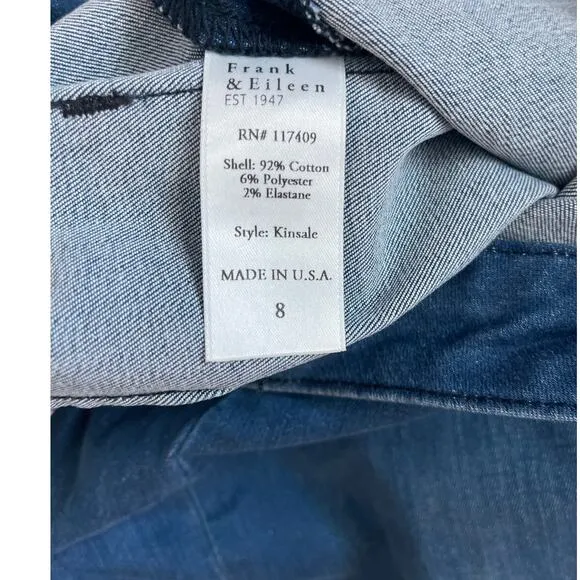 Frank
& Eileen
EST 1947
RN# 117409
Shell: 92% Cotton
6% Polyester
2% Elastane
Style: Kinsale
MADE IN U.S.A.
8